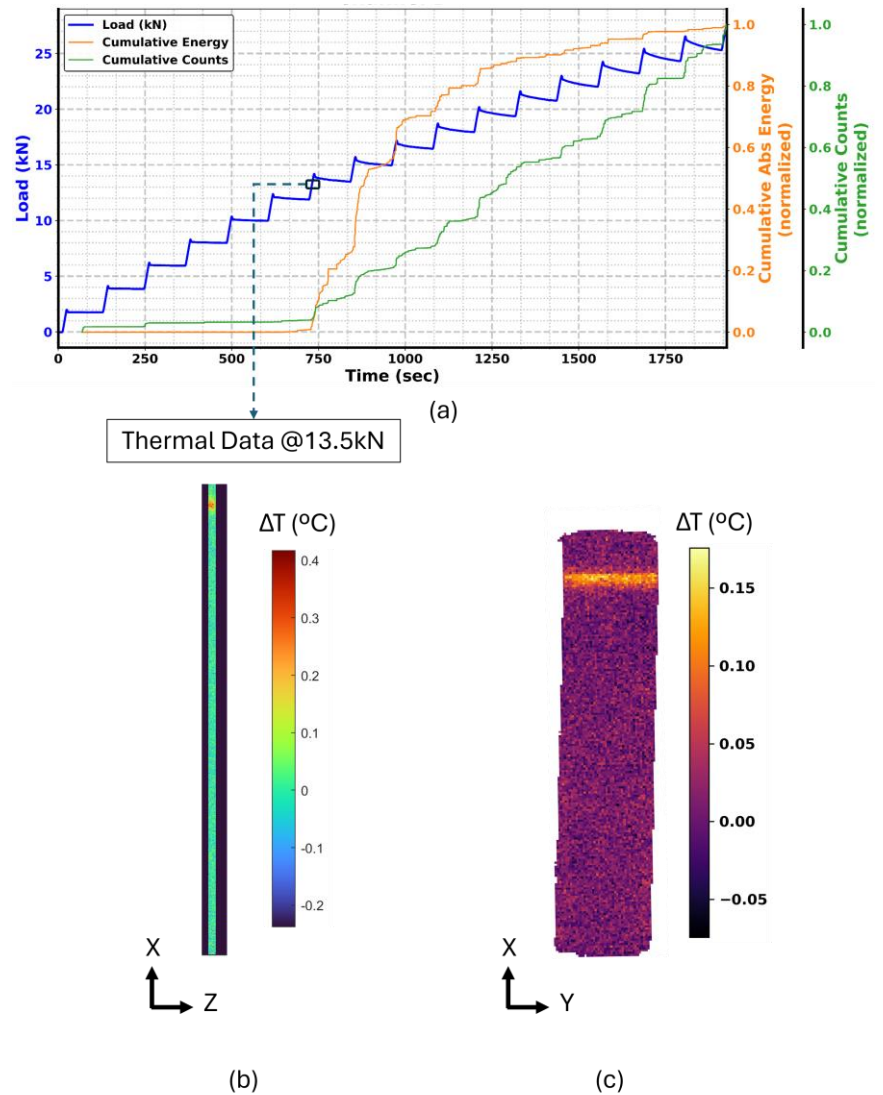 Load (kN)
Cumulative Energy
Cumulative Counts
Load (kN)
25
20
15
10
5
0
0 250 500 750 1000 1250 1500 1750
Time (sec)
1.0
0.8
0.6
0.4
0.2
0.0
Cumulative Abs Energy
(normalized)
1.0
0.8
0.6
0.4
0.2
0.0
Cumulative Counts
(normalized)
(a)
Thermal Data @13.5kN
ΔT (ºC)
0.4
0.3
0.2
0.1
0
-0.1
-0.2
X
Z
(b)
ΔT (ºC)
0.15
0.10
0.05
0.00
−0.05
X
Y
(c)